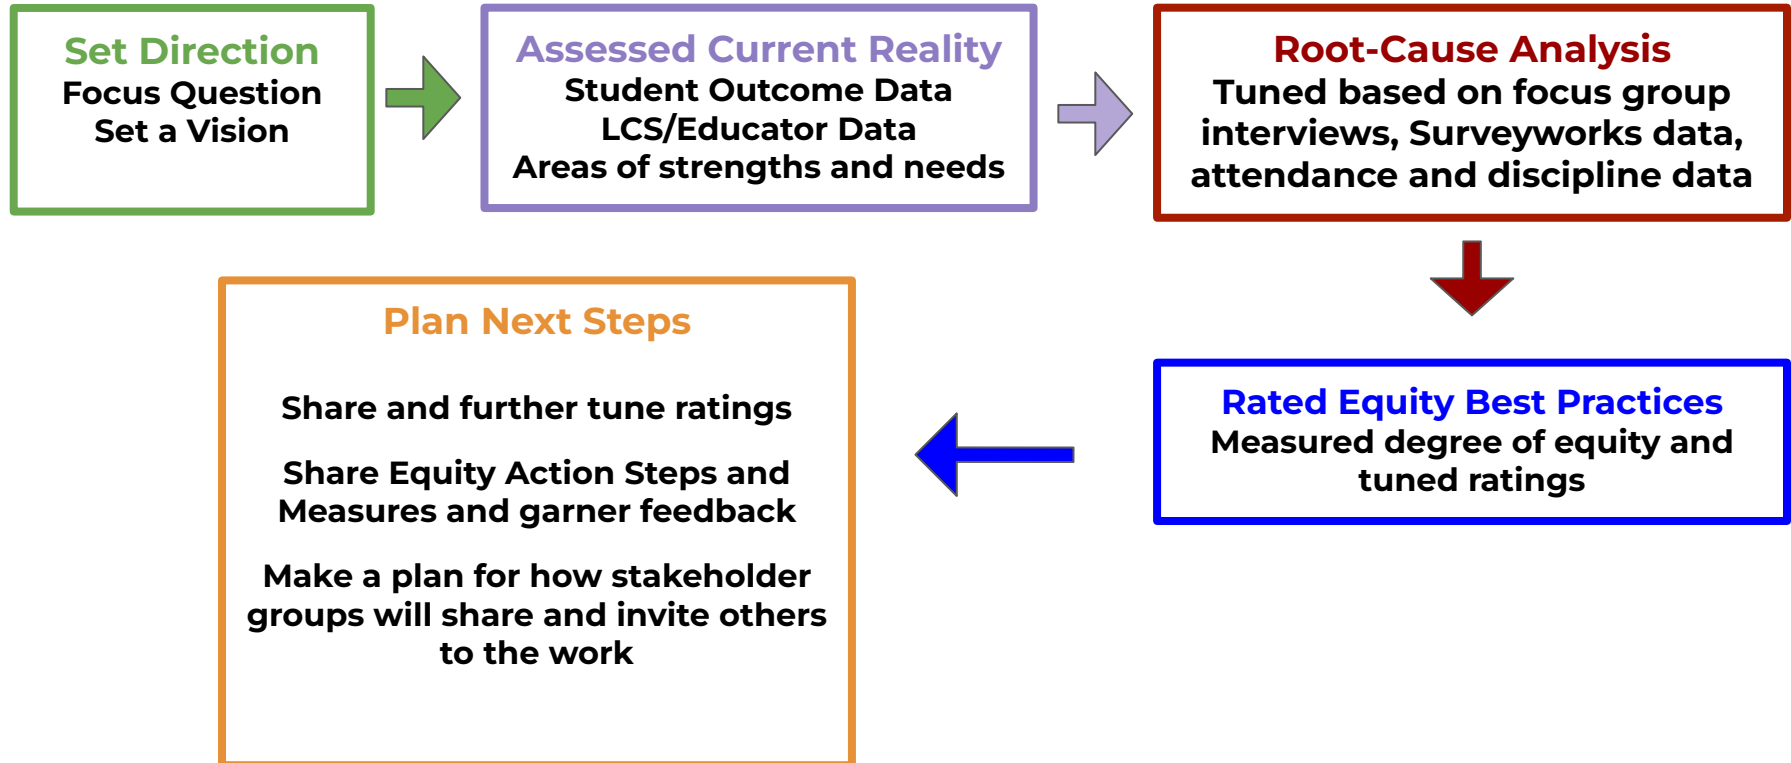 Set Direction
Focus Question
Set a Vision
Assessed Current Reality
Student Outcome Data
LCS/Educator Data
Areas of strengths and needs
Root-Cause Analysis
Tuned based on focus group
interviews, Surveyworks data,
attendance and discipline data
Rated Equity Best Practices
Measured degree of equity and
tuned ratings
Plan Next Steps
Share and further tune ratings
Share Equity Action Steps and
Measures and garner feedback
Make a plan for how stakeholder
groups will share and invite others
to the work